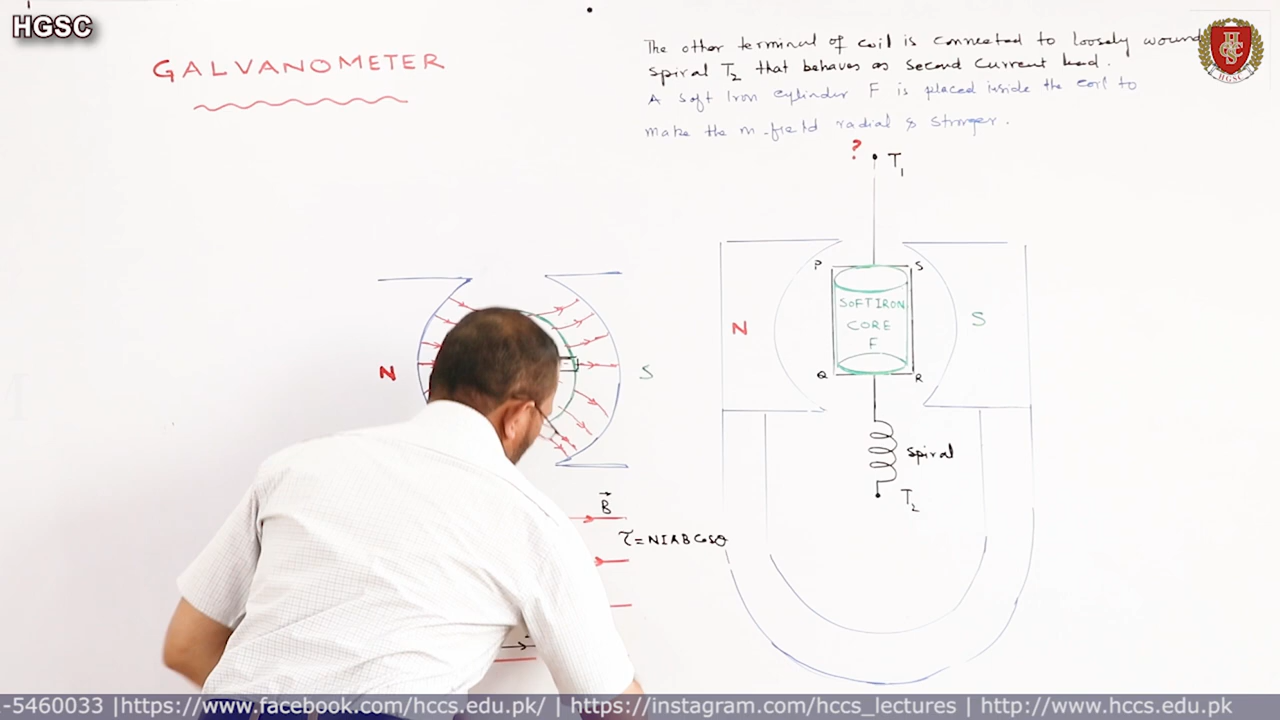 HGSC
GALVANOMETER
The other terminal of coil is connected to loosely wound
spiral T2 that behaves as second current lead.
A soft Iron cylinder F is placed inside the coil to
make the m-field radial & stronger.
? T1
P S
N SOFT IRON S
CORE
F
Q R
spiral
T2
N S
B
τ=NIABCosθ
HGSC
-5460033 |https://www.facebook.com/hccs.edu.pk/ | https://instagram.com/hccs_lectures | http://www.hccs.edu.pk